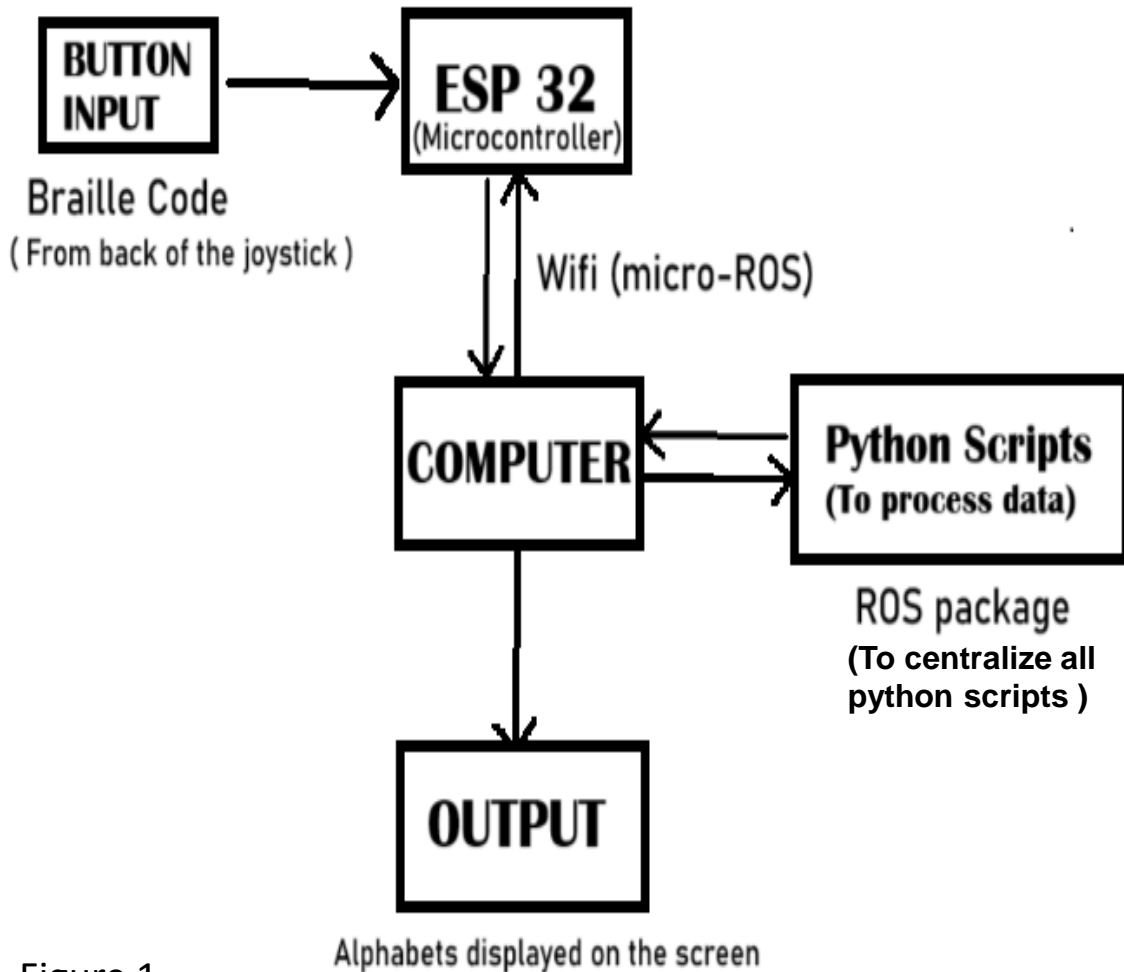 BUTTON
INPUT
Braille Code
( From back of the joystick )
ESP 32
(Microcontroller)
Wifi (micro-ROS)
COMPUTER
Python Scripts
(To process data)
ROS package
(To centralize all
python scripts )
OUTPUT
Alphabets displayed on the screen
Figure 1